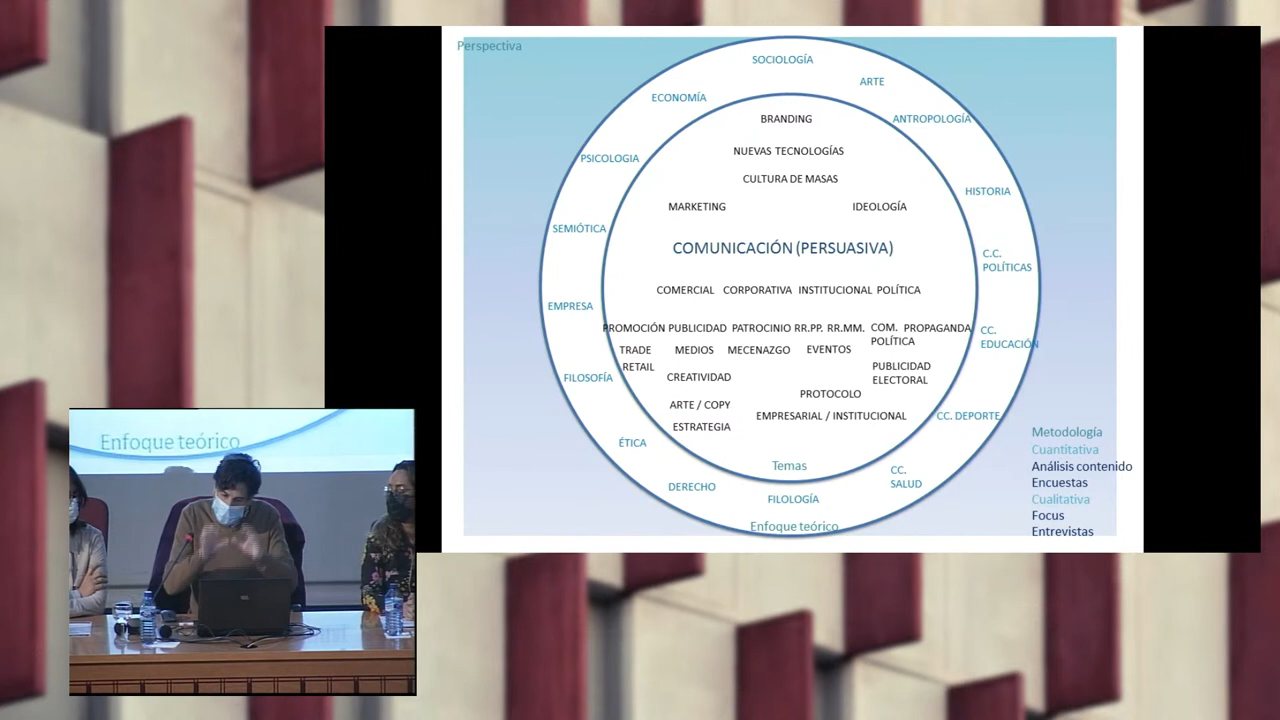 Perspectiva
SOCIOLOGÍA
ARTE
ECONOMÍA
ANTROPOLOGÍA
BRANDING
NUEVAS TECNOLOGÍAS
PSICOLOGIA
CULTURA DE MASAS
HISTORIA
MARKETING
IDEOLOGÍA
SEMIÓTICA
COMUNICACIÓN (PERSUASIVA)
C.C.
POLÍTICAS
COMERCIAL CORPORATIVA INSTITUCIONAL POLÍTICA
EMPRESA
PROMOCIÓN PUBLICIDAD PATROCINIO RR.PP. RR.MM. COM. PROPAGANDA
POLÍTICA
CC.
EDUCACIÓN
TRADE MEDIOS MECENAZGO EVENTOS
RETAIL
PUBLICIDAD
ELECTORAL
FILOSOFÍA
CREATIVIDAD
PROTOCOLO
ARTE / COPY
EMPRESARIAL / INSTITUCIONAL
CC. DEPORTE
ESTRATEGIA
ÉTICA
Temas
CC.
SALUD
DERECHO
FILOLOGÍA
Enfoque teórico
Metodología
Cuantitativa
Análisis contenido
Encuestas
Cualitativa
Focus
Entrevistas
Enfoque teórico